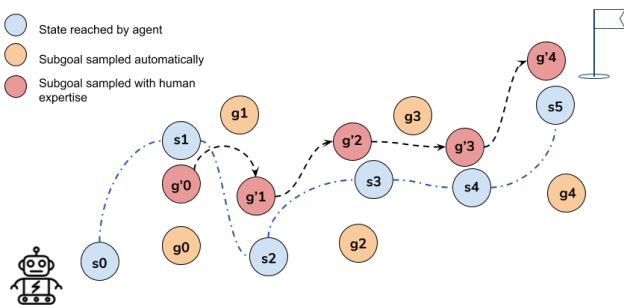 State reached by agent
Subgoal sampled automatically
Subgoal sampled with human
expertise
g'4
s5
g1
g3
s1
g'2
g'3
g'0
g'1
s3
s4
g4
s0
g0
s2
g2